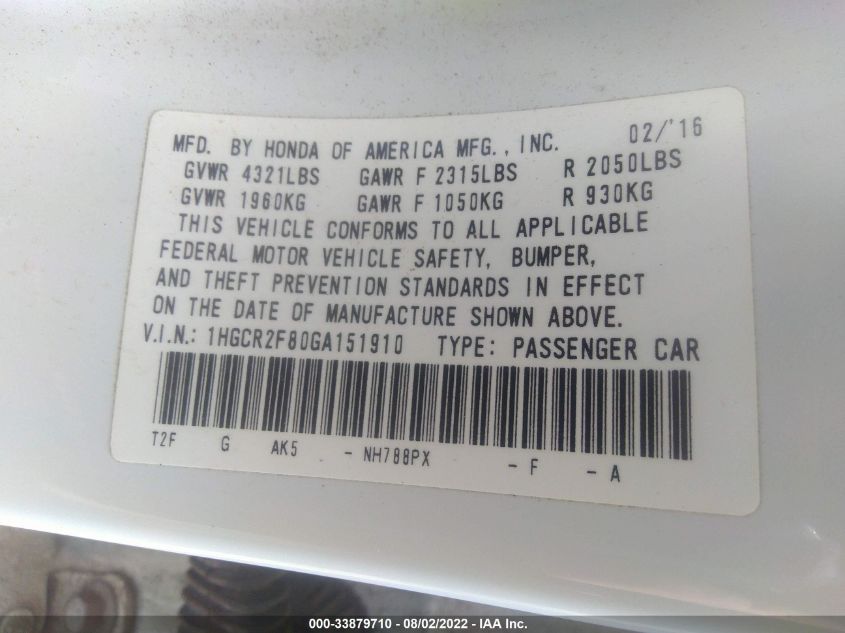 MFD. BY HONDA OF AMERICA MFG., INC. 02/'16
GVWR 4321LBS GAWR F 2315LBS R 2050LBS
GVWR 1960KG GAWR F 1050KG R 930KG
THIS VEHICLE CONFORMS TO ALL APPLICABLE
FEDERAL MOTOR VEHICLE SAFETY, BUMPER,
AND THEFT PREVENTION STANDARDS IN EFFECT
ON THE DATE OF MANUFACTURE SHOWN ABOVE.
V.I.N.: 1HGCR2F80GA151910 TYPE: PASSENGER CAR
T2F G AK5 - NH788PX - F - A
000-33879710 - 08/02/2022 - IAA Inc.